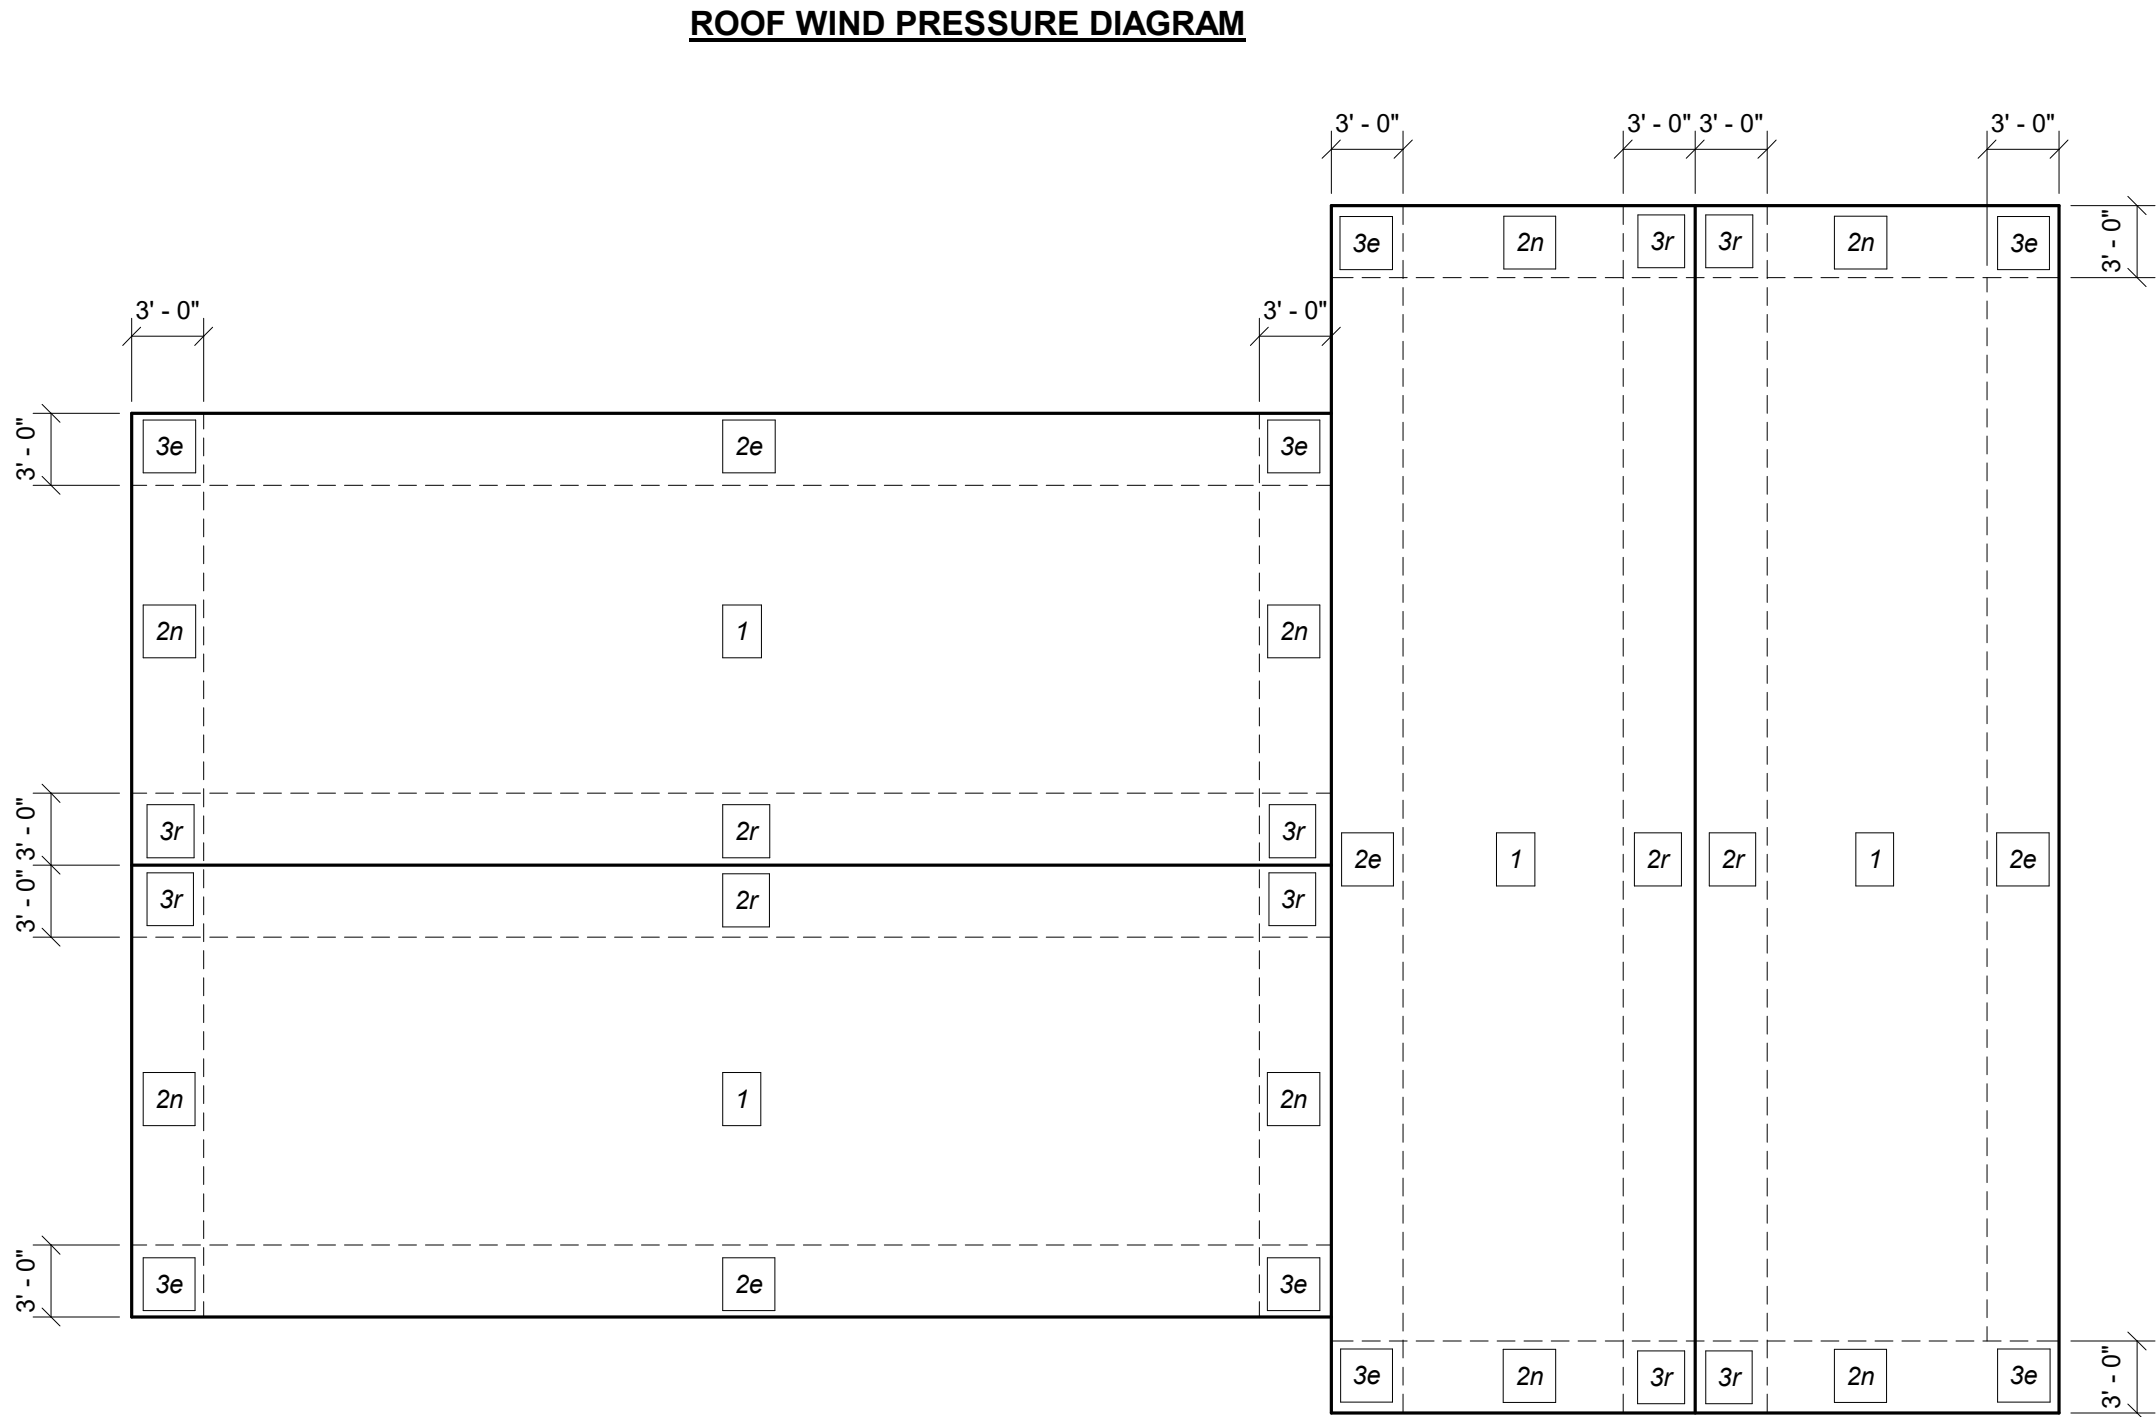 ROOF WIND PRESSURE DIAGRAM
3' - 0" 3' - 0" 3' - 0" 3' - 0"
3e 2n 3r 3r 2n 3e 3' - 0"
3' - 0" 3' - 0"
3' - 0" 3e 2e 3e
2n 1 2n
3' - 0" 3r 2r 3r
2e 1 2r 2r 1 2e
3' - 0" 3r 2r 3r
2n 1 2n
3' - 0" 3e 2e 3e
3e 2n 3r 3r 2n 3e 3' - 0"